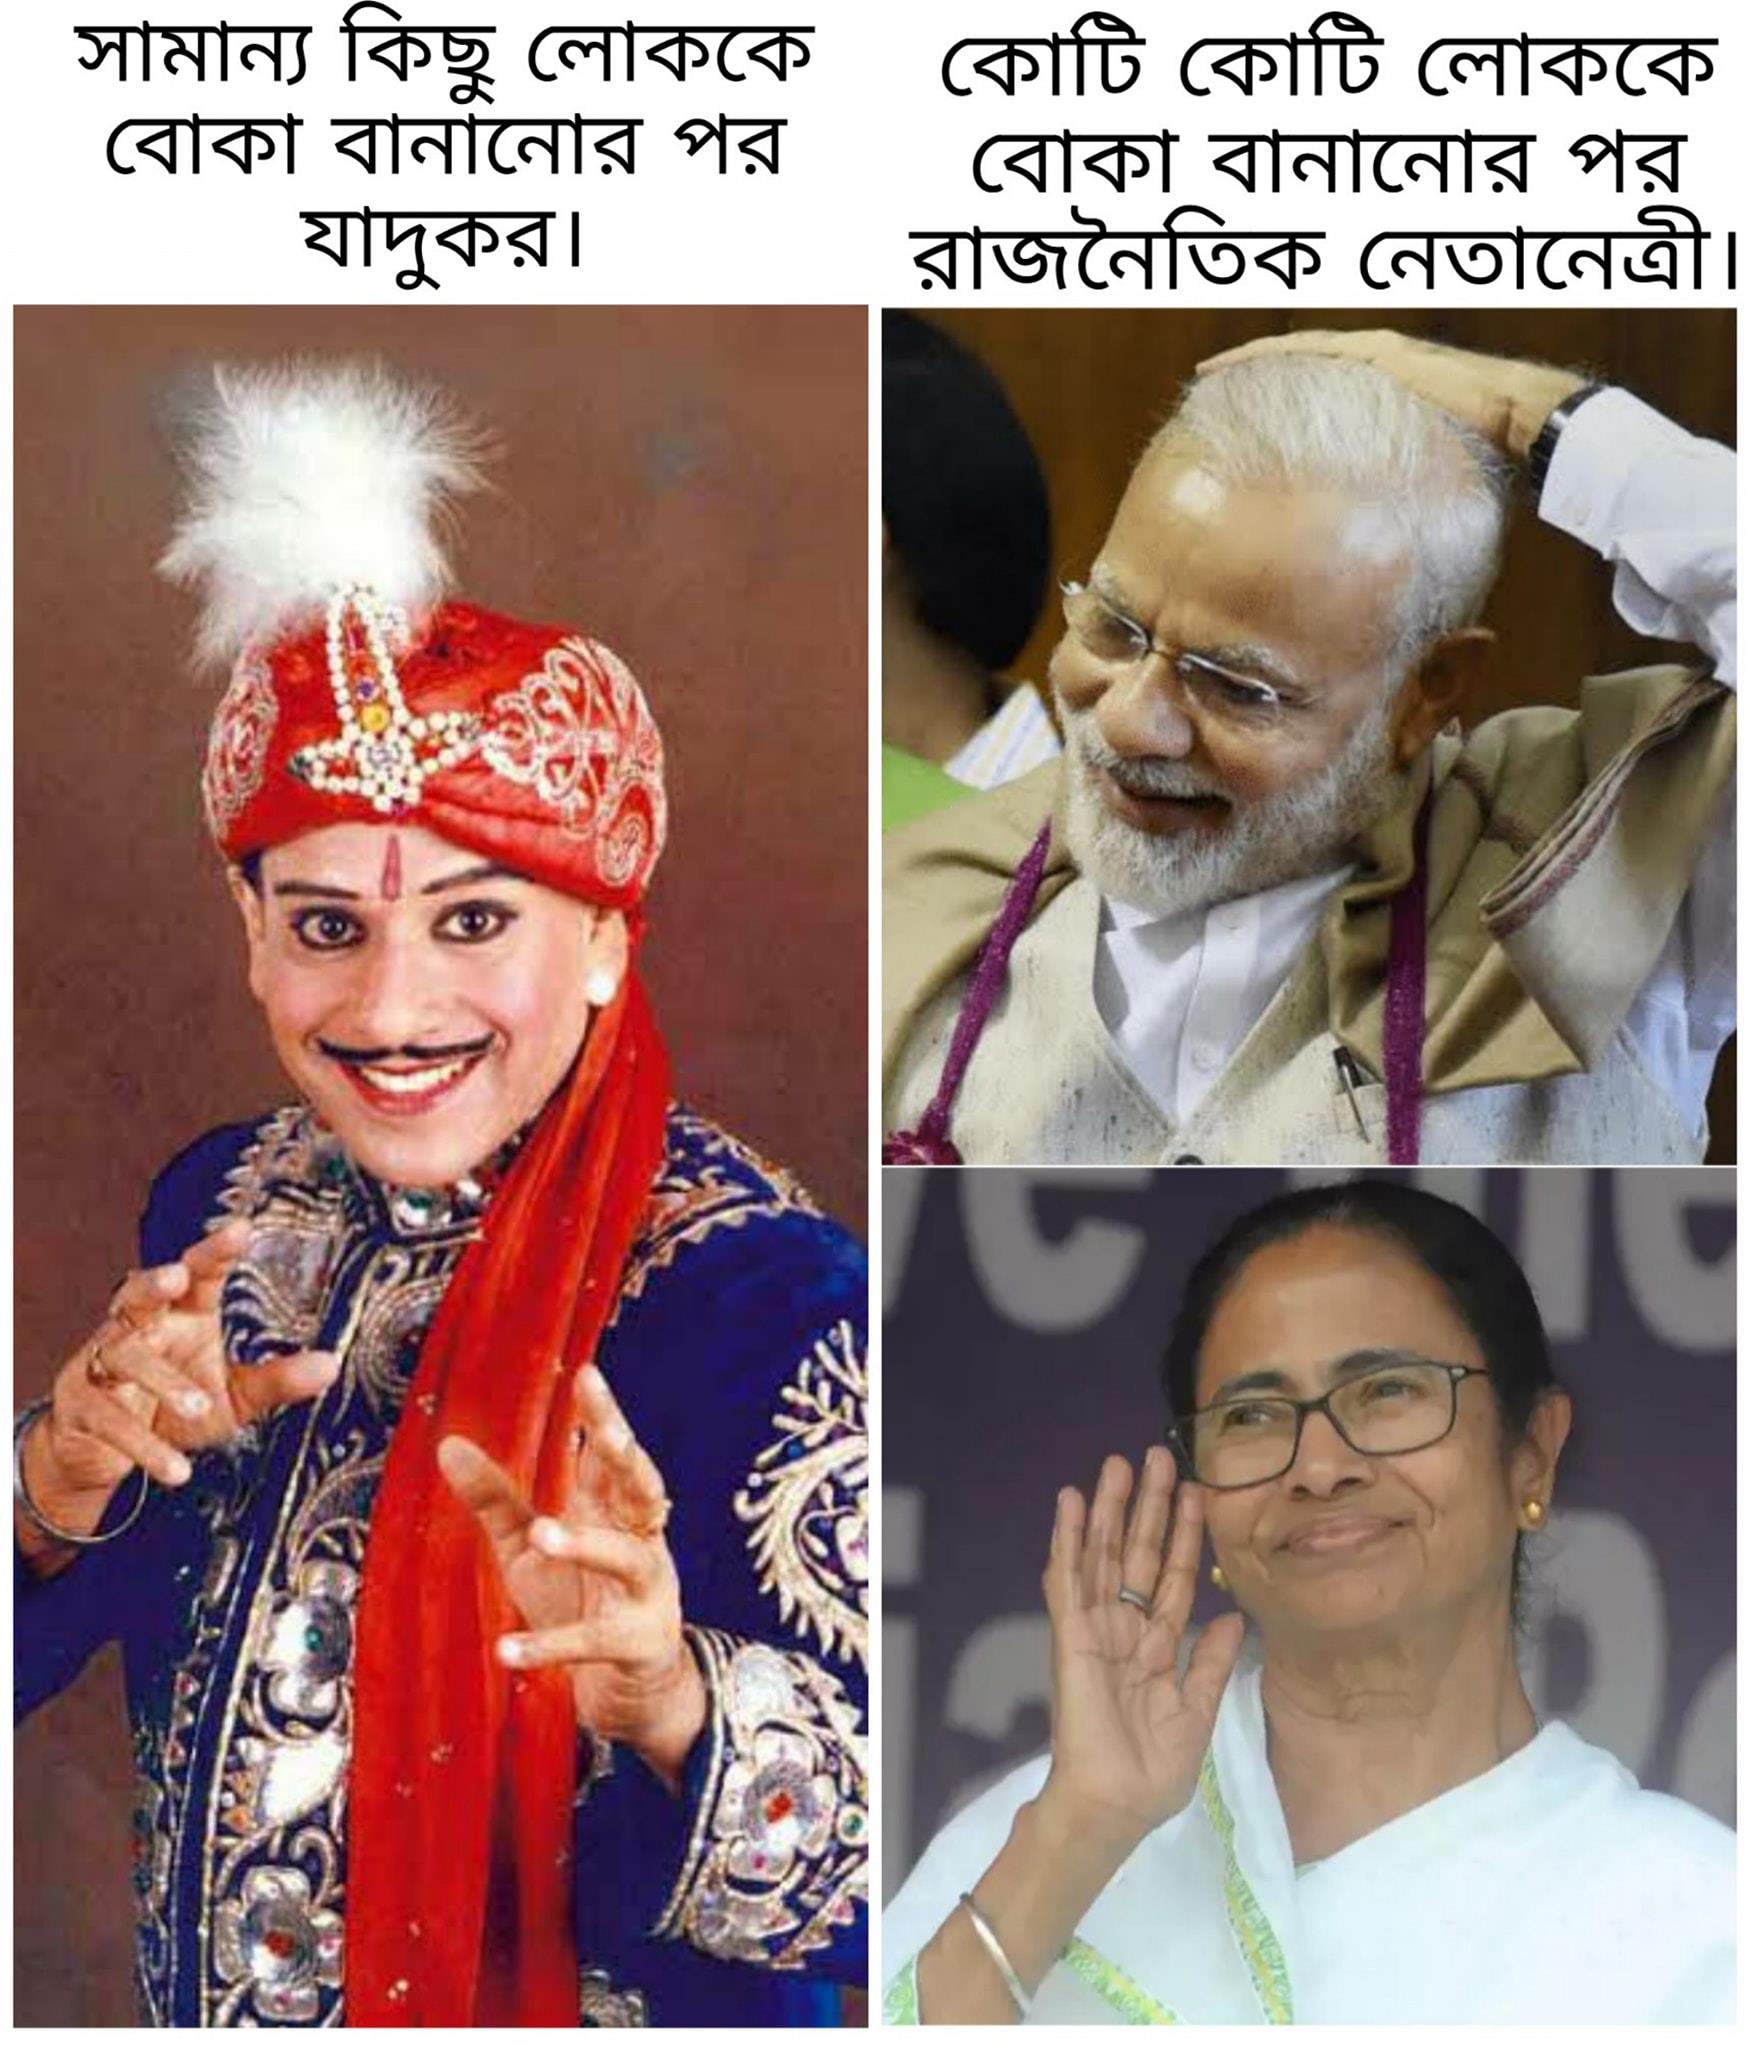 সামান্য কিছু লোককে
বোকা বানানোর পর
যাদুকর।
কোটি কোটি লোককে
বোকা বানানোর পর
রাজনৈতিক নেতানেত্রী।